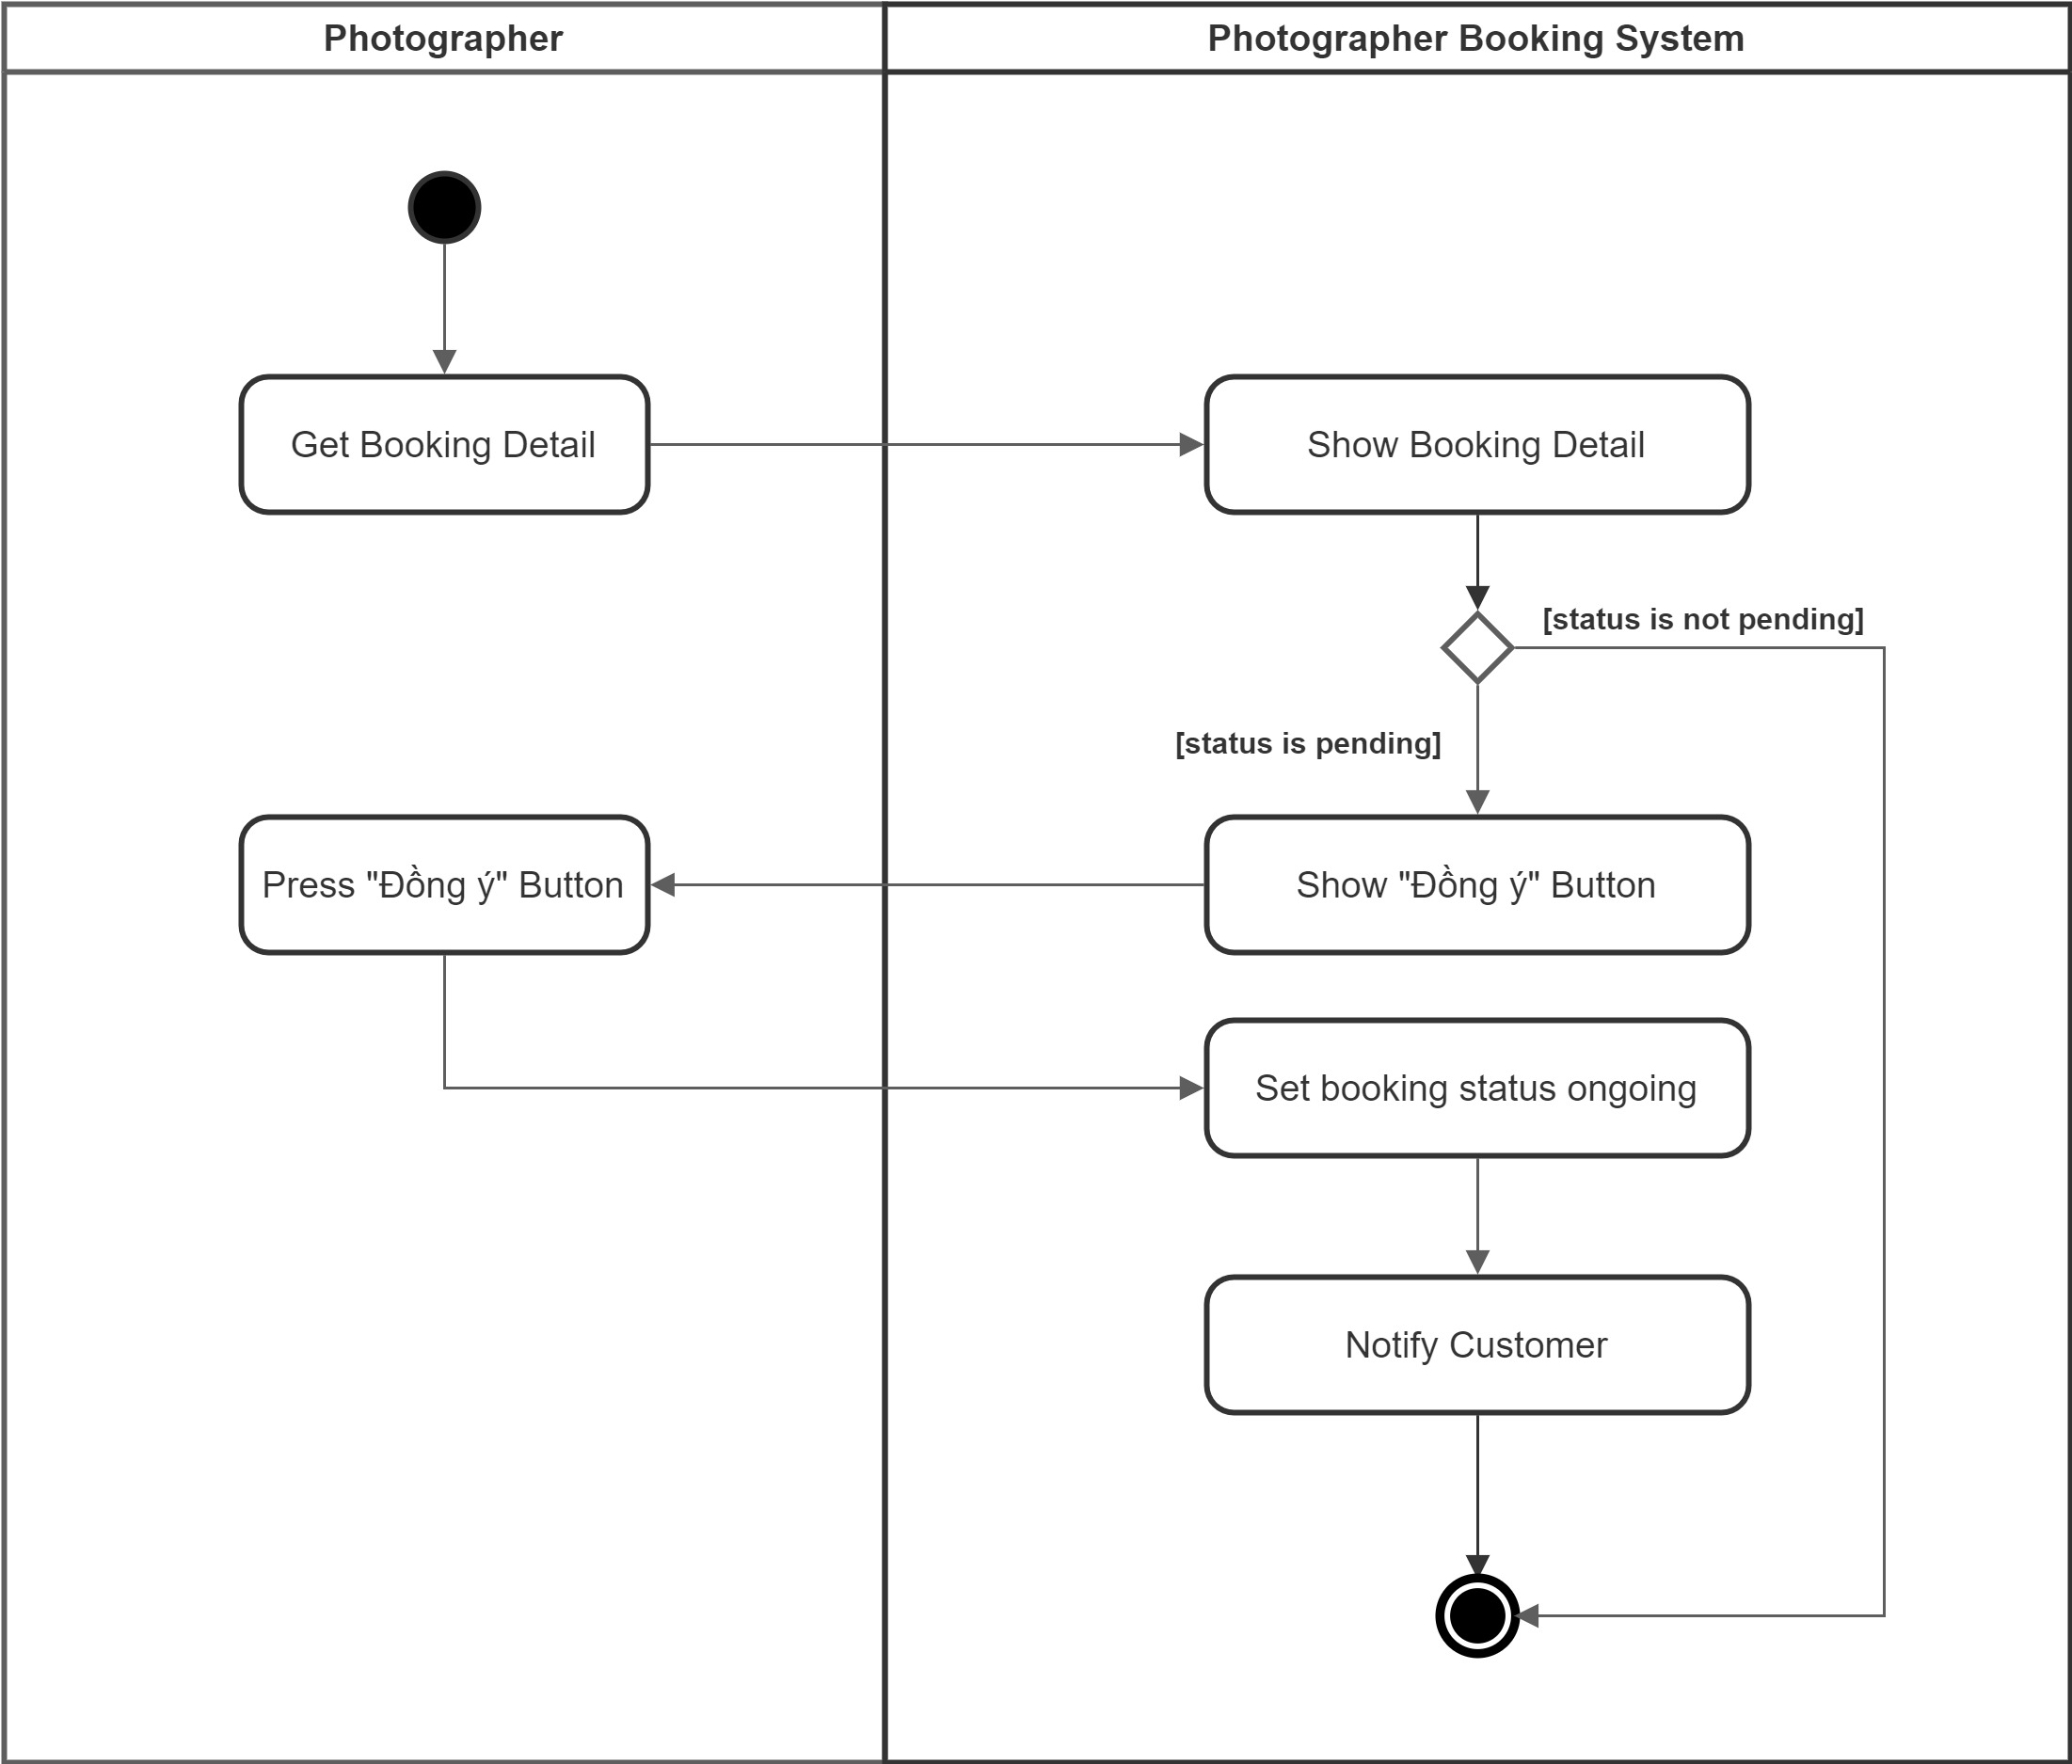 Photographer
Photographer Booking System
Get Booking Detail
Show Booking Detail
[status is not pending]
[status is pending]
Press "Đồng ý" Button
Show "Đồng ý" Button
Set booking status ongoing
Notify Customer